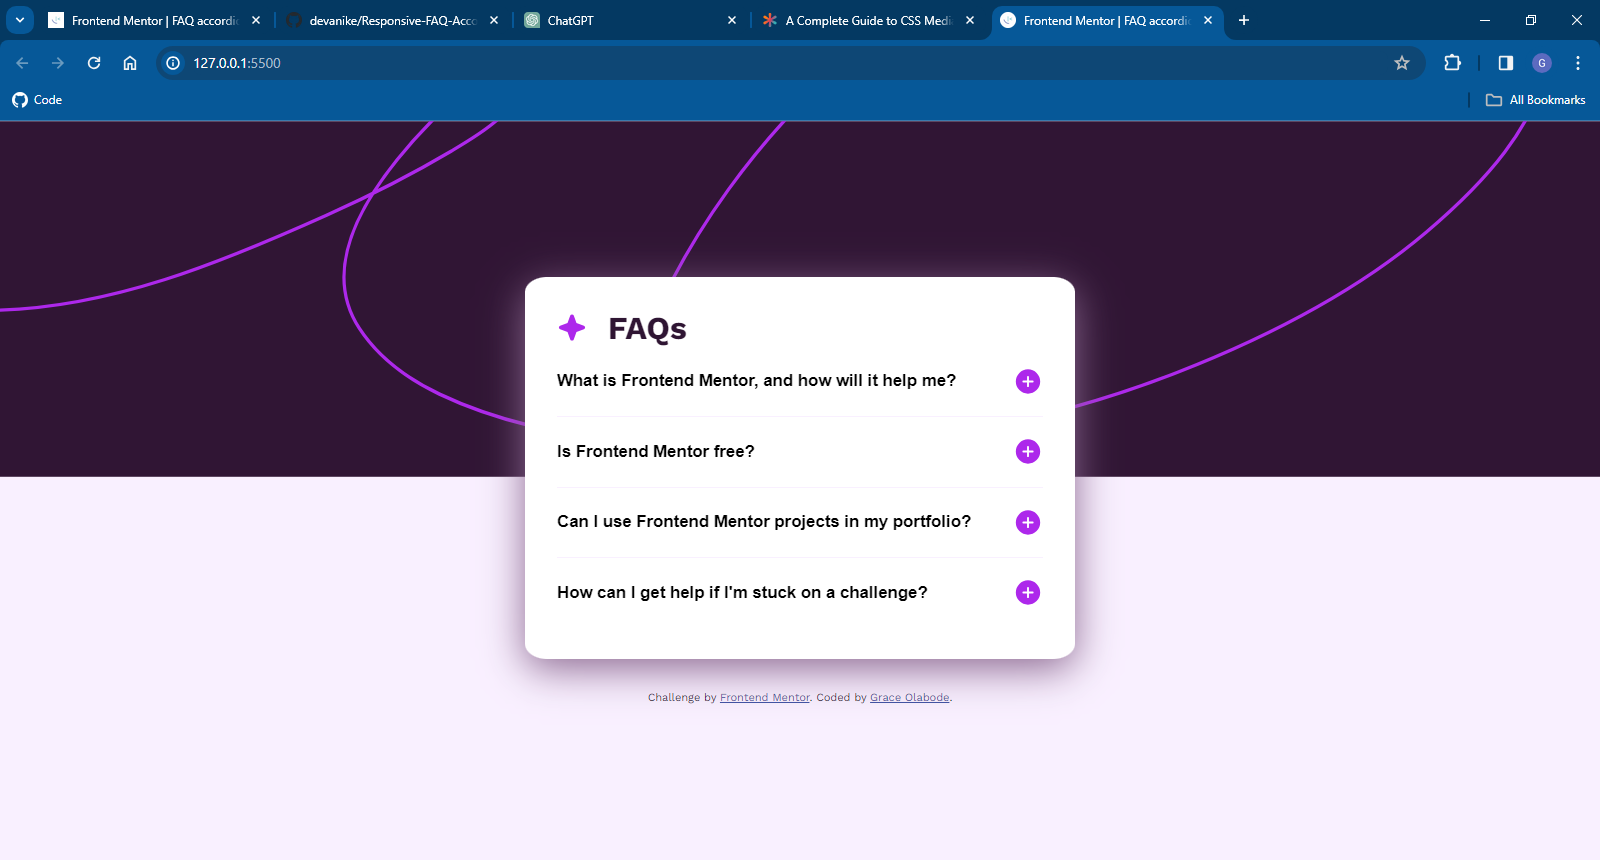 Frontend Mentor | FAQ accordi
devanike/Responsive-FAQ-Acco
ChatGPT
A Complete Guide to CSS Medi
Frontend Mentor | FAQ accordi
127.0.0.1:5500
G
Code
All Bookmarks
FAQs
What is Frontend Mentor, and how will it help me?
Is Frontend Mentor free?
Can I use Frontend Mentor projects in my portfolio?
How can I get help if I'm stuck on a challenge?
Challenge by Frontend Mentor. Coded by Grace Olabode.